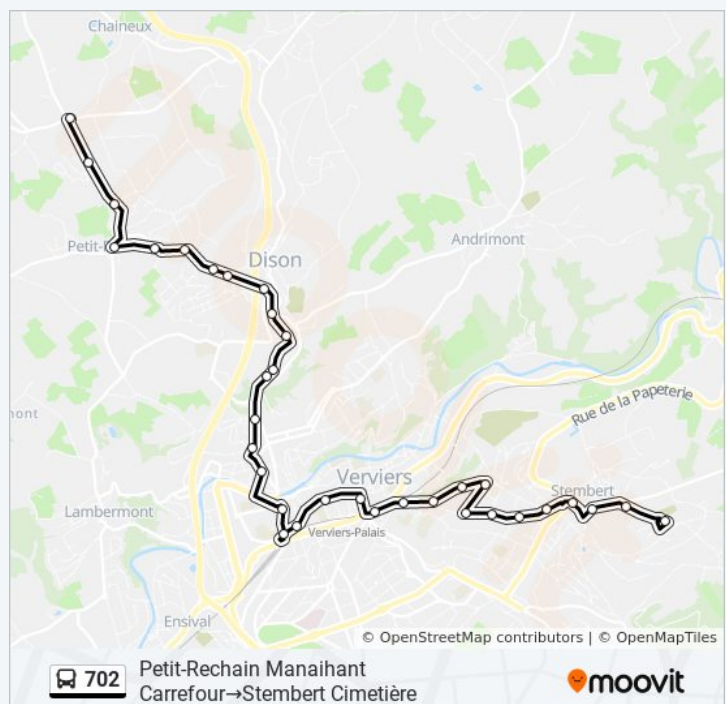 Chaineux
Petit-R
Dison
Andrimont
mont
Rue de la Papeterie
Verviers
Stembert
Lambermont
Verviers-Palais
Ensival
© OpenStreetMap contributors | © OpenMapTiles
702
Petit-Rechain Manaihant
Carrefour→Stembert Cimetière
moovit